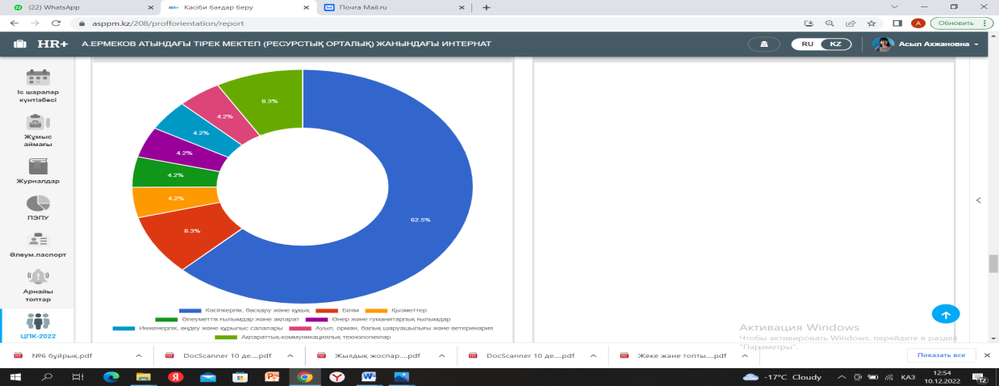 (22) WhatsApp
HR+ Кәсіби бағдар беру
Почта Mail.ru
asppm.kz/208/profforientation/report
Обновить
HR+ А.ЕРМЕКОВ АТЫНДАҒЫ ТІРЕК МЕКТЕП (РЕСУРСТЫҚ ОРТАЛЫҚ) ЖАНЫНДАҒЫ ИНТЕРНАТ
RU KZ
Асыл Ахжановна
Іс шаралар
күнтізбесі
Жұмыс
аймағы
Журналдар
ПЭПУ
Әлеум.паспорт
Арнайы
топтар
ЦПК-2022
8.3%
4.2%
4.2%
4.2%
4.2%
4.2%
8.3%
62.5%
Кәсіпкерлік, басқару және құқық Білім Қызметтер
Әлеуметтік ғылымдар және ақпарат Өнер және гуманитарлық ғылымдар
Инженерлік, өңдеу және құрылыс салалары Ауыл, орман, балық шаруашылығы және ветеринария
Ақпараттық-коммуникациялық технологиялар
Активация Windows
Чтобы активировать Windows, перейдите в раздел
"Параметры".
№6 бұйрық.pdf
DocScanner 10 де....pdf
Жылдық жоспар....pdf
DocScanner 10 де....pdf
Жеке және топты....pdf
Показать все
-17°C Cloudy
ҚАЗ
12:54
10.12.2022
12